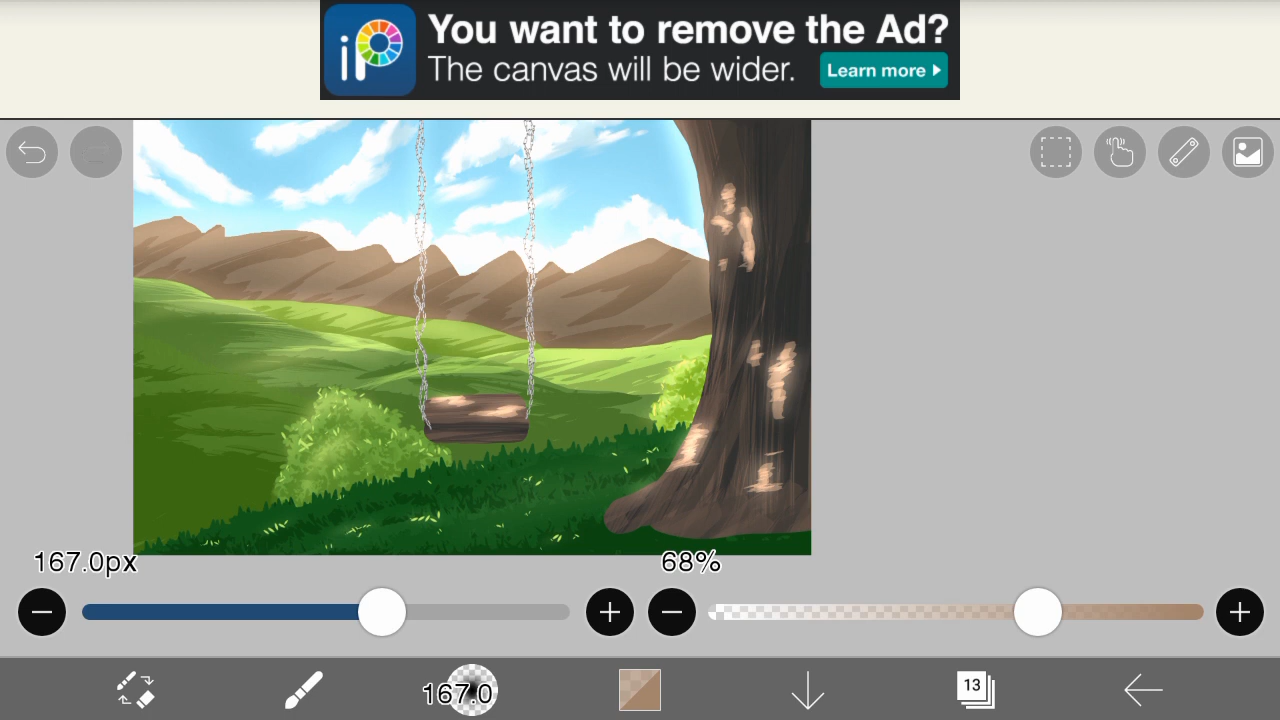 iP
You want to remove the Ad?
The canvas will be wider.
Learn more
167.0px
68%
167.0
13